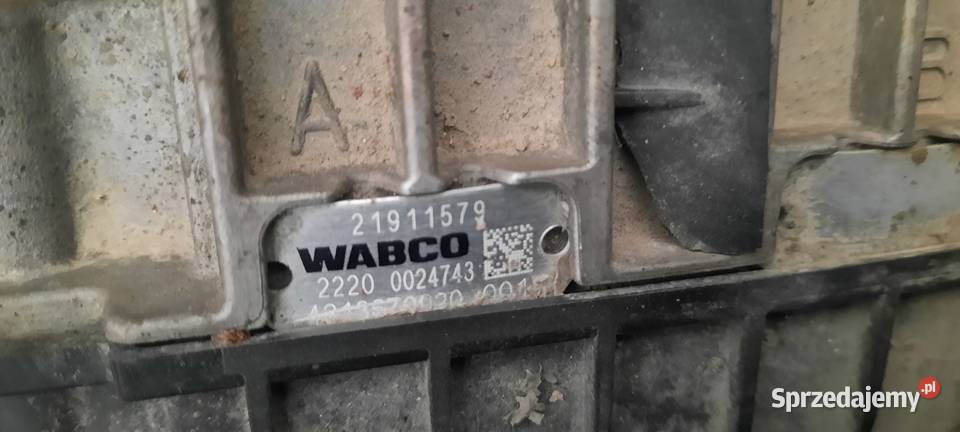 A
B
21911579
WABCO
2220 0024743
Sprzedajemy.pl